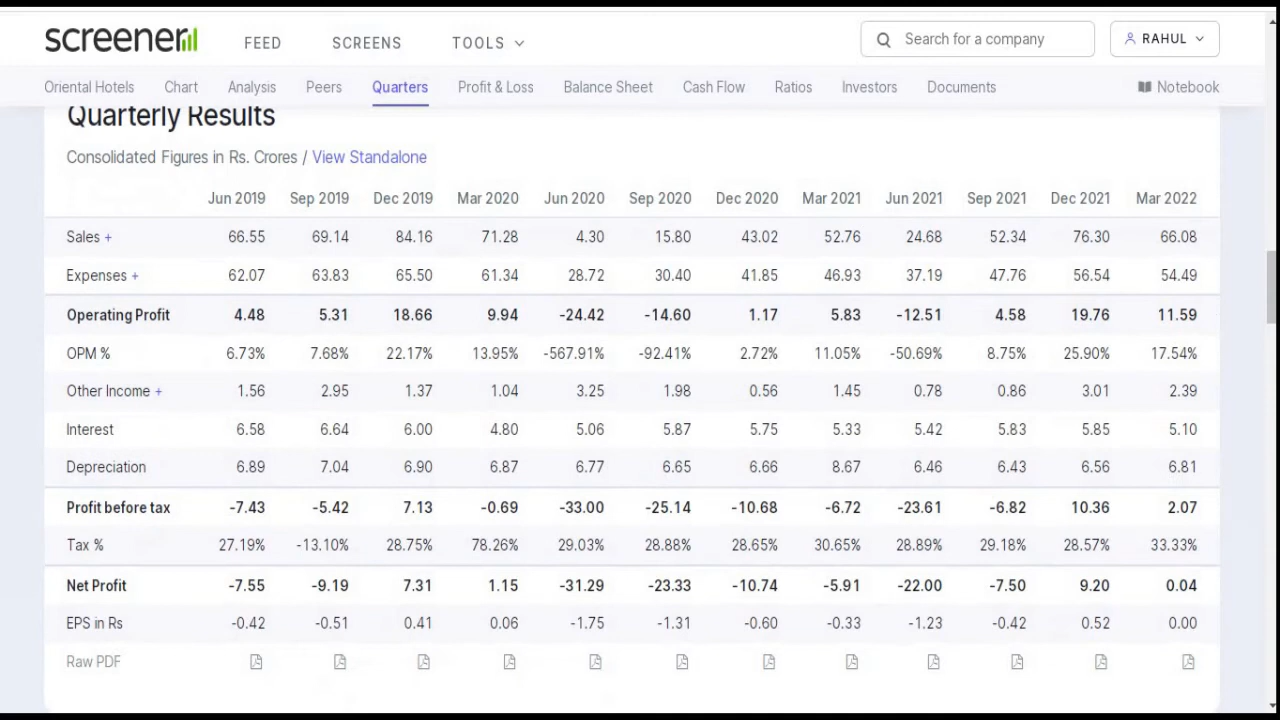 screener FEED SCREENS TOOLS Search for a company RAHUL
Oriental Hotels Chart Analysis Peers Quarters Profit & Loss Balance Sheet Cash Flow Ratios Investors Documents Notebook
Quarterly Results
Consolidated Figures in Rs. Crores / View Standalone
Jun 2019 Sep 2019 Dec 2019 Mar 2020 Jun 2020 Sep 2020 Dec 2020 Mar 2021 Jun 2021 Sep 2021 Dec 2021 Mar 2022
Sales + 66.55 69.14 84.16 71.28 4.30 15.80 43.02 52.76 24.68 52.34 76.30 66.08
Expenses + 62.07 63.83 65.50 61.34 28.72 30.40 41.85 46.93 37.19 47.76 56.54 54.49
Operating Profit 4.48 5.31 18.66 9.94 -24.42 -14.60 1.17 5.83 -12.51 4.58 19.76 11.59
OPM % 6.73% 7.68% 22.17% 13.95% -567.91% -92.41% 2.72% 11.05% -50.69% 8.75% 25.90% 17.54%
Other Income + 1.56 2.95 1.37 1.04 3.25 1.98 0.56 1.45 0.78 0.86 3.01 2.39
Interest 6.58 6.64 6.00 4.80 5.06 5.87 5.75 5.33 5.42 5.83 5.85 5.10
Depreciation 6.89 7.04 6.90 6.87 6.77 6.65 6.66 8.67 6.46 6.43 6.56 6.81
Profit before tax -7.43 -5.42 7.13 -0.69 -33.00 -25.14 -10.68 -6.72 -23.61 -6.82 10.36 2.07
Tax % 27.19% -13.10% 28.75% 78.26% 29.03% 28.88% 28.65% 30.65% 28.89% 29.18% 28.57% 33.33%
Net Profit -7.55 -9.19 7.31 1.15 -31.29 -23.33 -10.74 -5.91 -22.00 -7.50 9.20 0.04
EPS in Rs -0.42 -0.51 0.41 0.06 -1.75 -1.31 -0.60 -0.33 -1.23 -0.42 0.52 0.00
Raw PDF